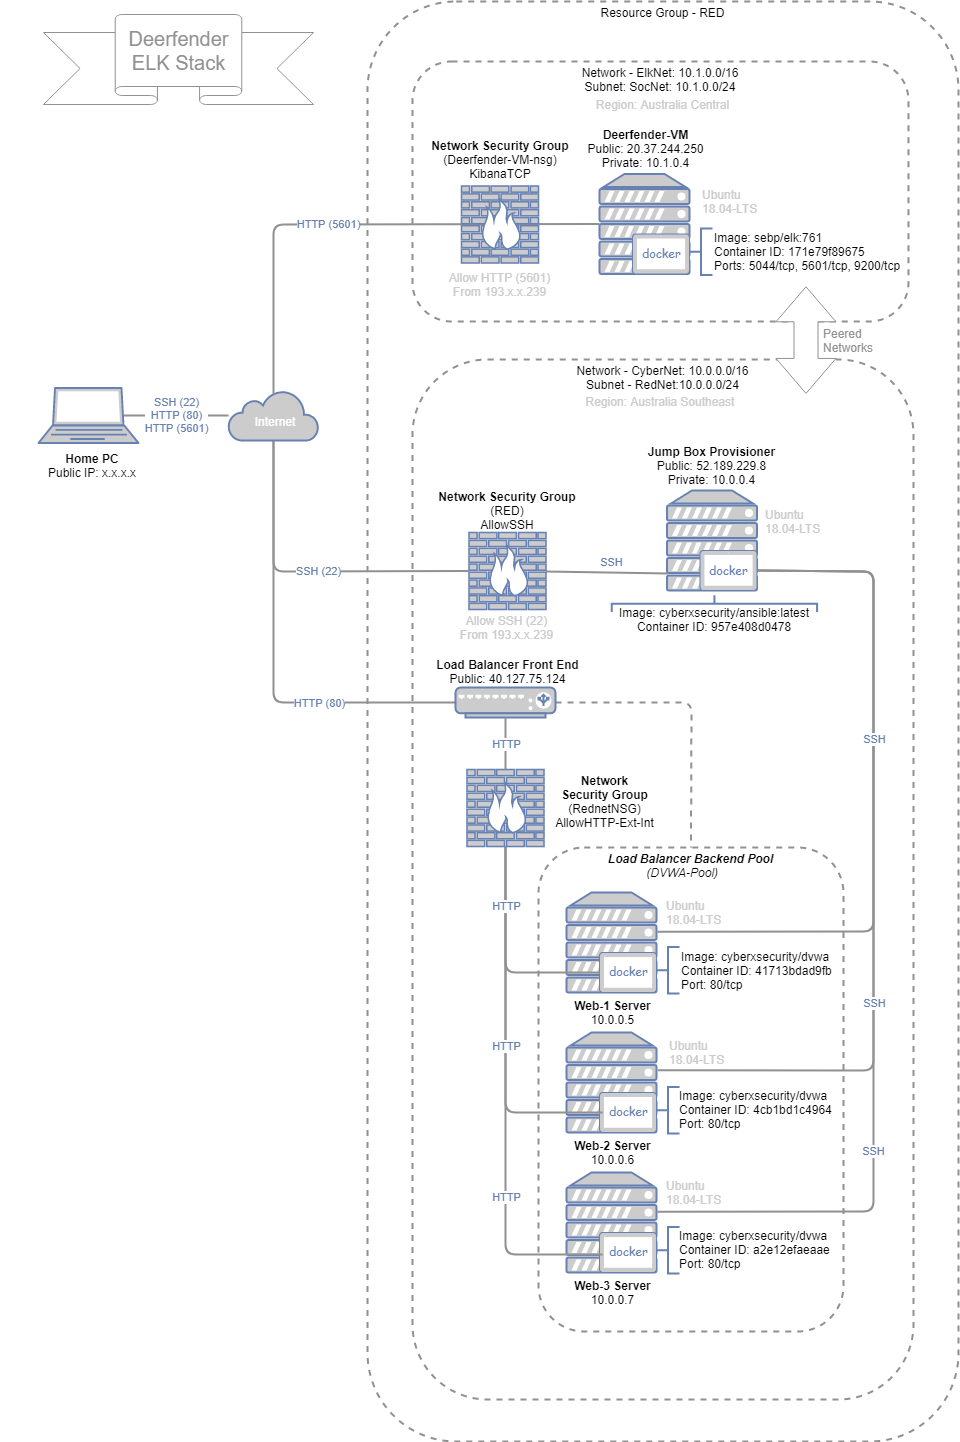 Resource Group - RED
Deerfender
ELK Stack
Network - ElkNet: 10.1.0.0/16
Subnet: SocNet: 10.1.0.0/24
Region: Australia Central
Network Security Group
(Deerfender-VM-nsg)
KibanaTCP
Deerfender-VM
Public: 20.37.244.250
Private: 10.1.0.4
Ubuntu
18.04-LTS
HTTP (5601)
docker
Image: sebp/elk:761
Container ID: 171e79f89675
Ports: 5044/tcp, 5601/tcp, 9200/tcp
Allow HTTP (5601)
From 193.x.x.239
Peered
Networks
Network - CyberNet: 10.0.0.0/16
Subnet - RedNet:10.0.0.0/24
Region: Australia Southeast
SSH (22)
HTTP (80)
HTTP (5601)
Internet
Home PC
Public IP: x.x.x.x
Jump Box Provisioner
Public: 52.189.229.8
Private: 10.0.0.4
Network Security Group
(RED)
AllowSSH
Ubuntu
18.04-LTS
SSH (22)
SSH
docker
Image: cyberxsecurity/ansible:latest
Container ID: 957e408d0478
Allow SSH (22)
From 193.x.x.239
Load Balancer Front End
Public: 40.127.75.124
HTTP (80)
HTTP
SSH
Network
Security Group
(RednetNSG)
AllowHTTP-Ext-Int
Load Balancer Backend Pool
(DVWA-Pool)
HTTP
Ubuntu
18.04-LTS
docker
Image: cyberxsecurity/dvwa
Container ID: 41713bdad9fb
Port: 80/tcp
Web-1 Server
10.0.0.5
SSH
HTTP
Ubuntu
18.04-LTS
docker
Image: cyberxsecurity/dvwa
Container ID: 4cb1bd1c4964
Port: 80/tcp
Web-2 Server
10.0.0.6
SSH
HTTP
Ubuntu
18.04-LTS
docker
Image: cyberxsecurity/dvwa
Container ID: a2e12efaeaae
Port: 80/tcp
Web-3 Server
10.0.0.7